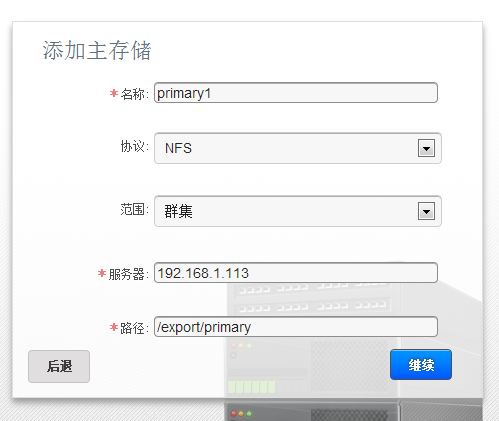 添加主存储
*名称: primary1
协议: NFS
范围: 群集
*服务器: 192.168.1.113
*路径: /export/primary
后退 继续